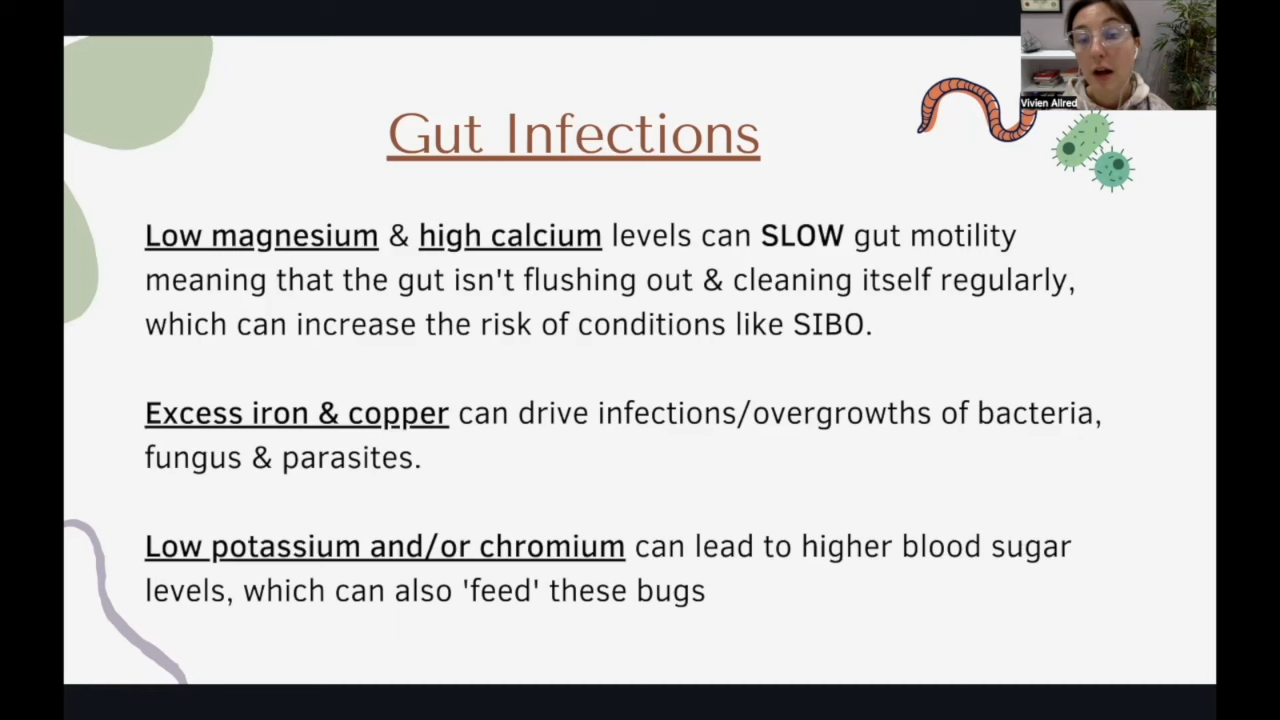 Vivien Allred
Gut Infections
Low magnesium & high calcium levels can SLOW gut motility
meaning that the gut isn't flushing out & cleaning itself regularly,
which can increase the risk of conditions like SIBO.
Excess iron & copper can drive infections/overgrowths of bacteria,
fungus & parasites.
Low potassium and/or chromium can lead to higher blood sugar
levels, which can also 'feed' these bugs